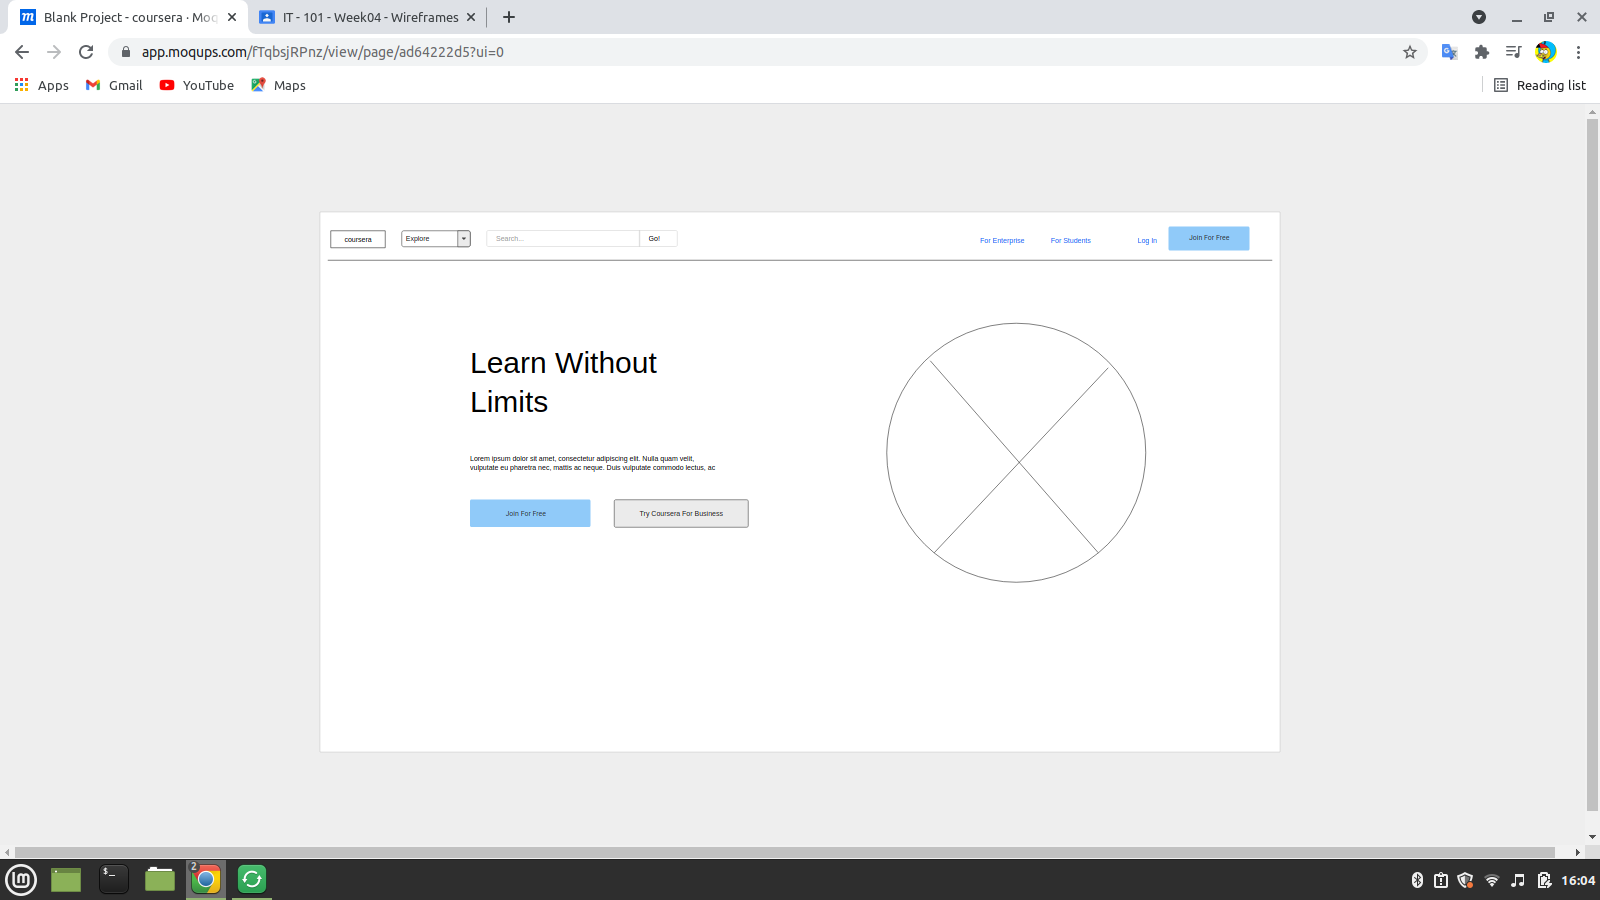 Blank Project - coursera · Moq
IT - 101 - Week04 - Wireframes
app.moqups.com/fTqbsjRPnz/view/page/ad64222d5?ui=0
Apps
Gmail
YouTube
Maps
Reading list
coursera
Explore
Search...
Go!
For Enterprise
For Students
Log In
Join For Free
Learn Without
Limits
Lorem ipsum dolor sit amet, consectetur adipiscing elit. Nulla quam velit,
vulputate eu pharetra nec, mattis ac neque. Duis vulputate commodo lectus, ac
Join For Free
Try Coursera For Business
2
16:04